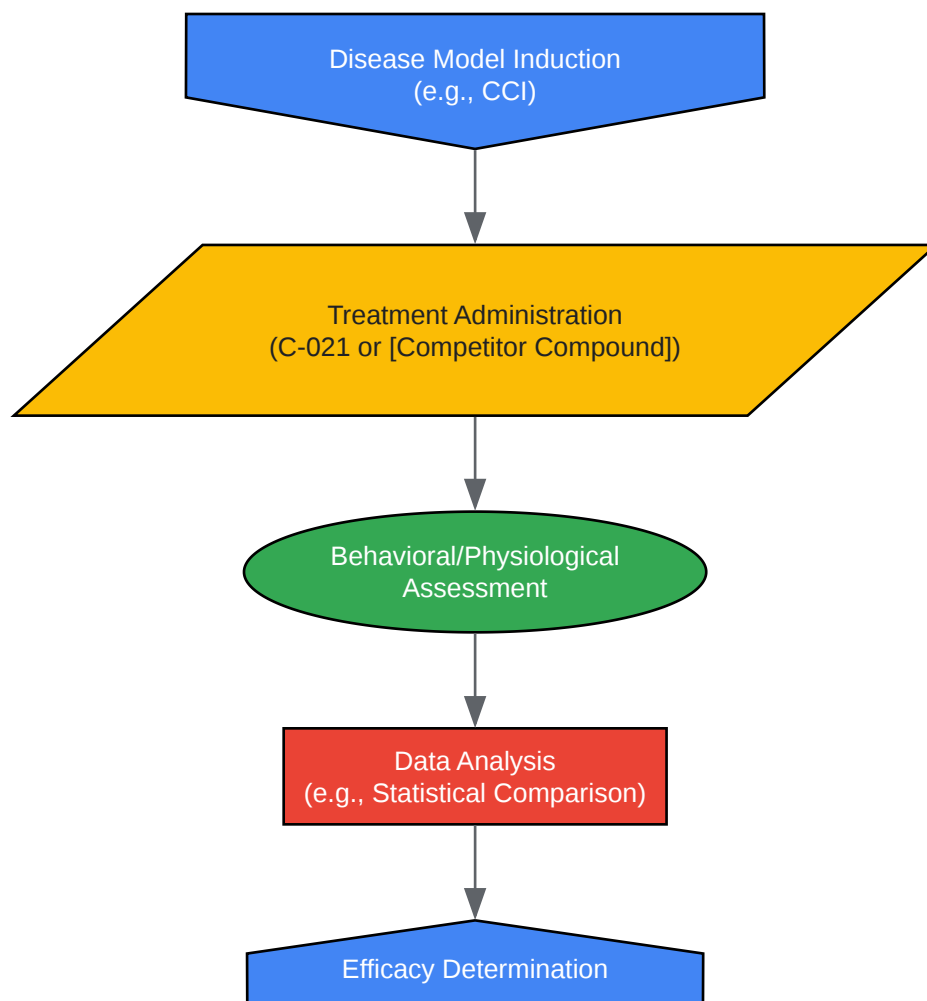 Disease Model Induction
(e.g., CCI)
Treatment Administration
(C-021 or [Competitor Compound])
Behavioral/Physiological
Assessment
Data Analysis
(e.g., Statistical Comparison)
Efficacy Determination